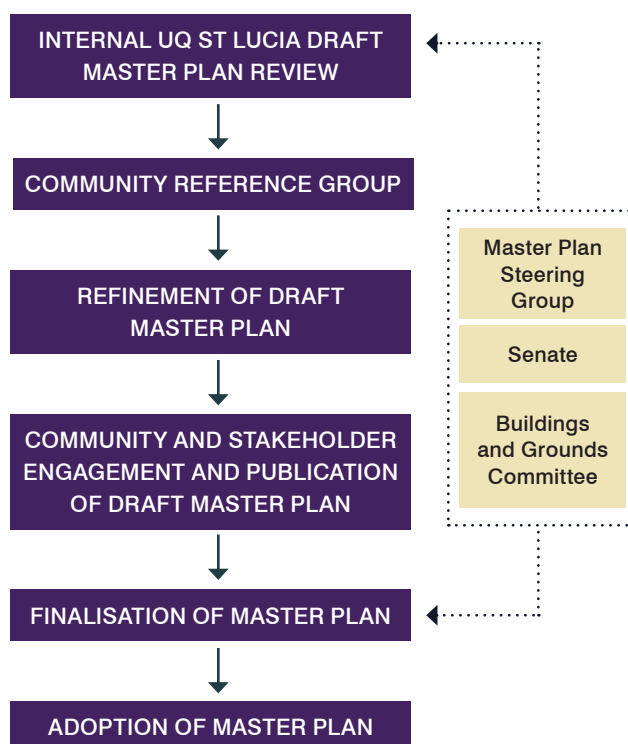 INTERNAL UQ ST LUCIA DRAFT
MASTER PLAN REVIEW
COMMUNITY REFERENCE GROUP
REFINEMENT OF DRAFT
MASTER PLAN
COMMUNITY AND STAKEHOLDER
ENGAGEMENT AND PUBLICATION
OF DRAFT MASTER PLAN
FINALISATION OF MASTER PLAN
ADOPTION OF MASTER PLAN
Master Plan
Steering
Group
Senate
Buildings
and Grounds
Committee